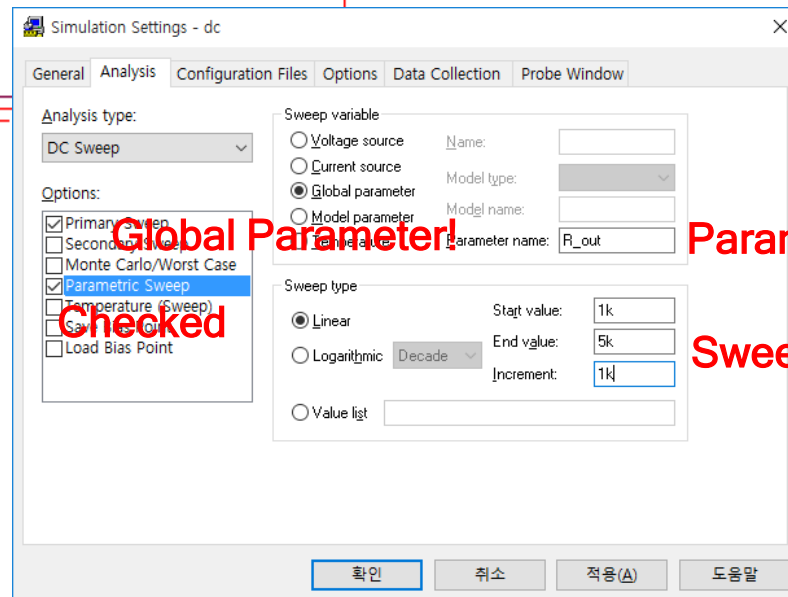 Simulation Settings - dc
General Analysis Configuration Files Options Data Collection Probe Window
Analysis type:
DC Sweep
Options:
Primary Sweep
Secondary Sweep
Monte Carlo/Worst Case
Parametric Sweep
Temperature (Sweep)
Save Bias Point
Load Bias Point
Global Parameter!
Checked
Sweep variable
Voltage source
Current source
Global parameter
Model parameter
Temperature
Name:
Model type:
Model name:
Parameter name: R_out
Param
Sweep type
Linear
Logarithmic Decade
Value list
Start value: 1k
End value: 5k
Increment: 1k
Swee
확인 취소 적용(A) 도움말